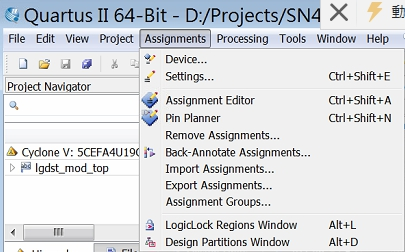 Quartus II 64-Bit - D:/Projects/SN4
動
File Edit View Project Assignments Processing Tools Window Help
Device...
Settings... Ctrl+Shift+E
Project Navigator
Assignment Editor Ctrl+Shift+A
Pin Planner Ctrl+Shift+N
Remove Assignments...
Cyclone V: 5CEFA4U19C
Back-Annotate Assignments...
lgdst_mod_top
Import Assignments...
Export Assignments...
Assignment Groups...
LogicLock Regions Window Alt+L
Design Partitions Window Alt+D